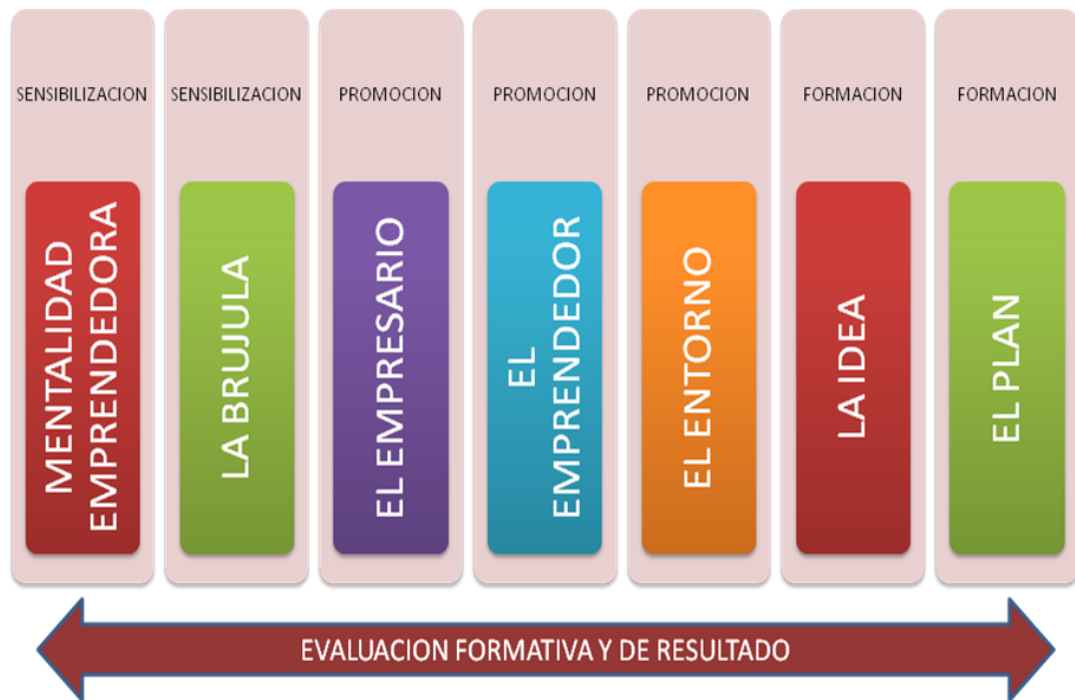 SENSIBILIZACION
SENSIBILIZACION
PROMOCION
PROMOCION
PROMOCION
FORMACION
FORMACION
MENTALIDAD
EMPRENDEDORA
LA BRUJULA
EL EMPRESARIO
EL
EMPRENDEDOR
EL ENTORNO
LA IDEA
EL PLAN
EVALUACION FORMATIVA Y DE RESULTADO